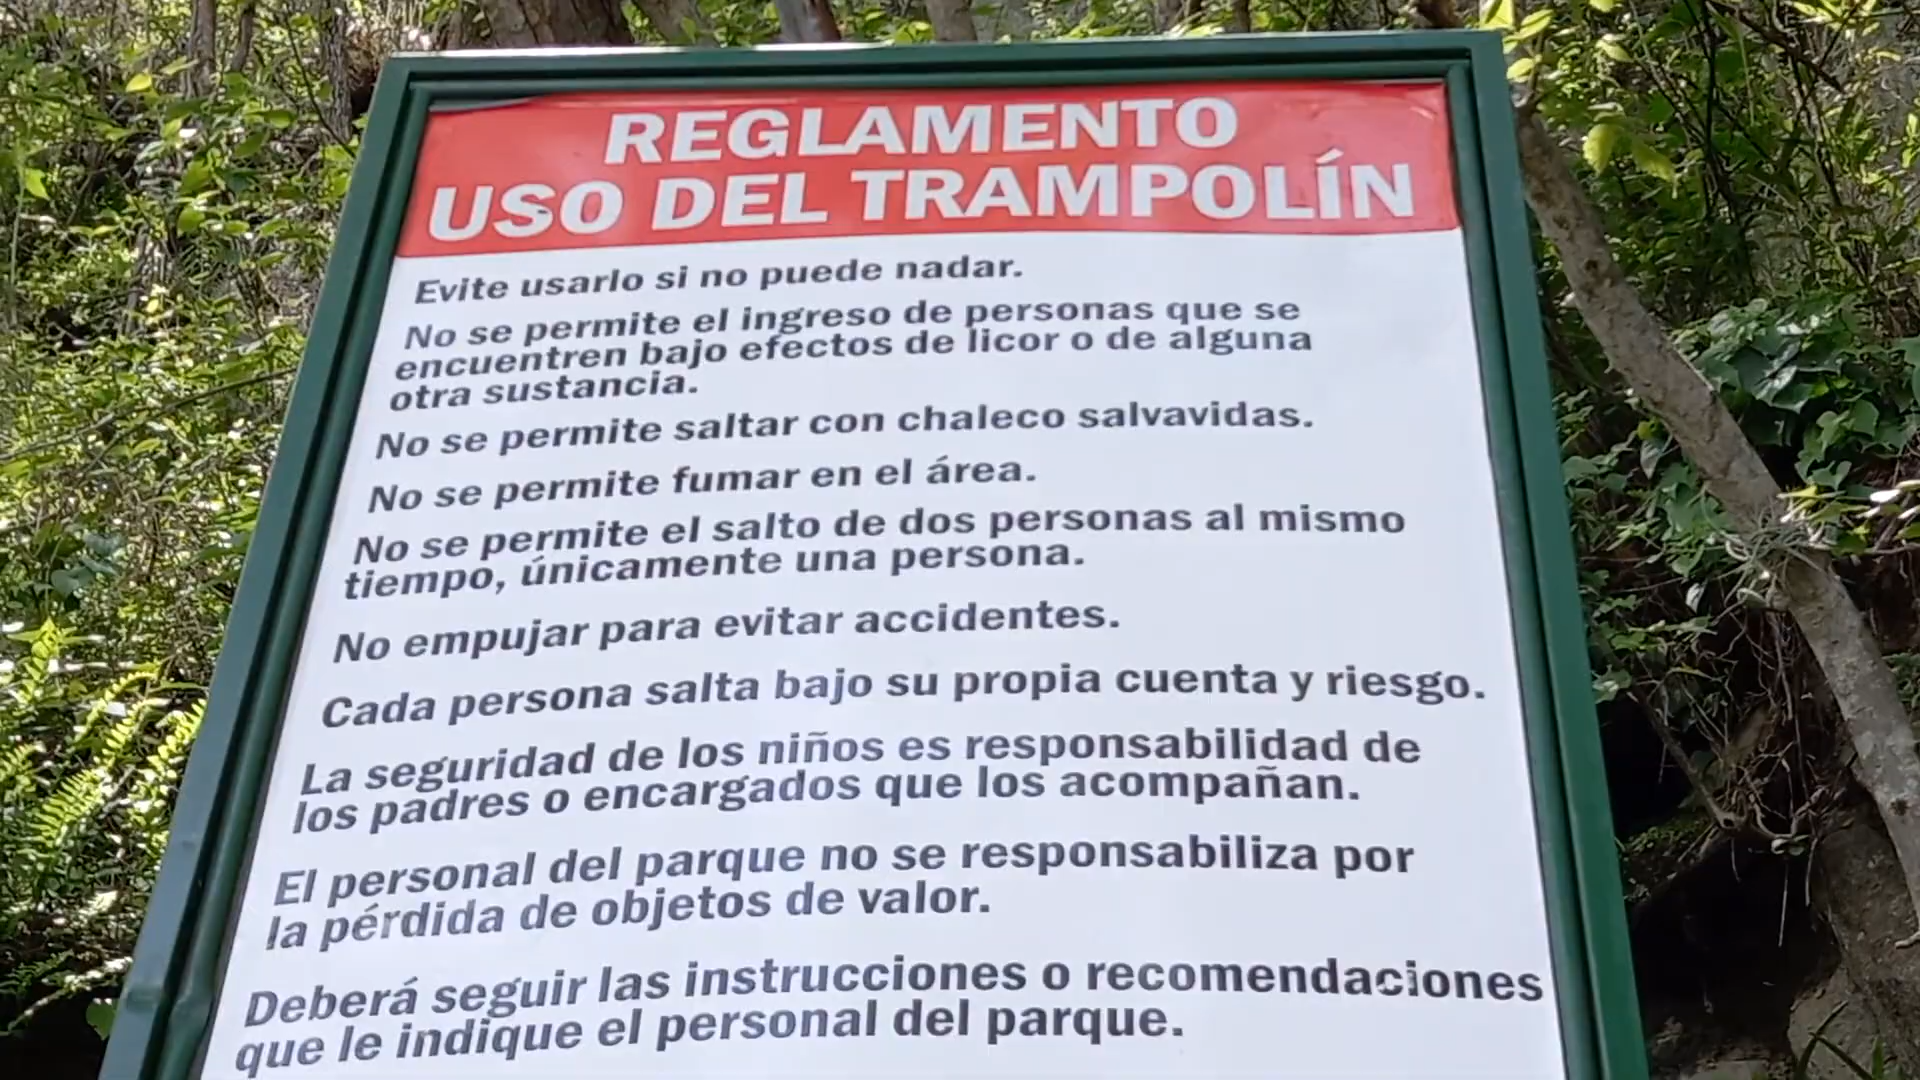 REGLAMENTO
USO DEL TRAMPOLÍN
Evite usarlo si no puede nadar.
No se permite el ingreso de personas que se
encuentren bajo efectos de licor o de alguna
otra sustancia.
No se permite saltar con chaleco salvavidas.
No se permite fumar en el área.
No se permite el salto de dos personas al mismo
tiempo, únicamente una persona.
No empujar para evitar accidentes.
Cada persona salta bajo su propia cuenta y riesgo.
La seguridad de los niños es responsabilidad de
los padres o encargados que los acompañan.
El personal del parque no se responsabiliza por
la pérdida de objetos de valor.
Deberá seguir las instrucciones o recomendaciones
que le indique el personal del parque.